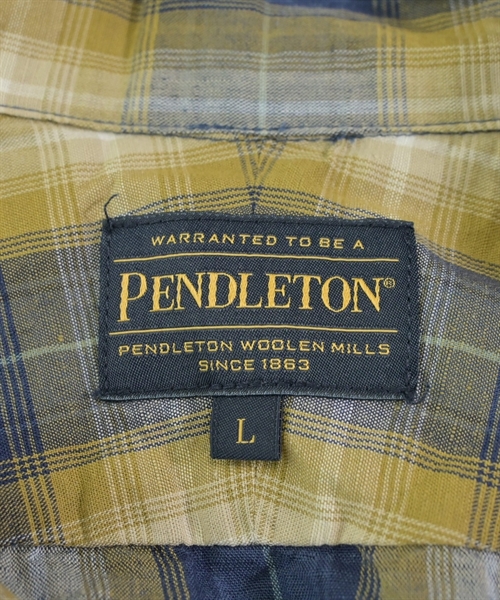 WARRANTED TO BE A
PENDLETON®
PENDLETON WOOLEN MILLS
SINCE 1863
L